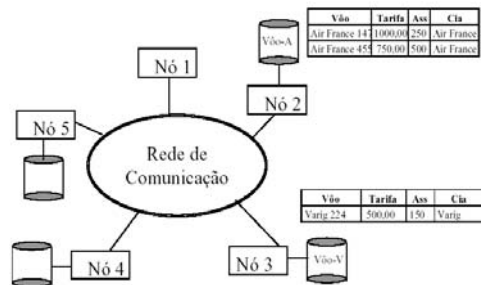 Vôo Tarifa Ass Cia
Air France 147 1000,00 250 Air France
Air France 455 750,00 500 Air France
Vôo-A
Nó 1
Nó 2
Nó 5
Rede de
Comunicação
Vôo Tarifa Ass Cia
Varig 224 500,00 150 Varig
Nó 4
Nó 3
Vôo-V